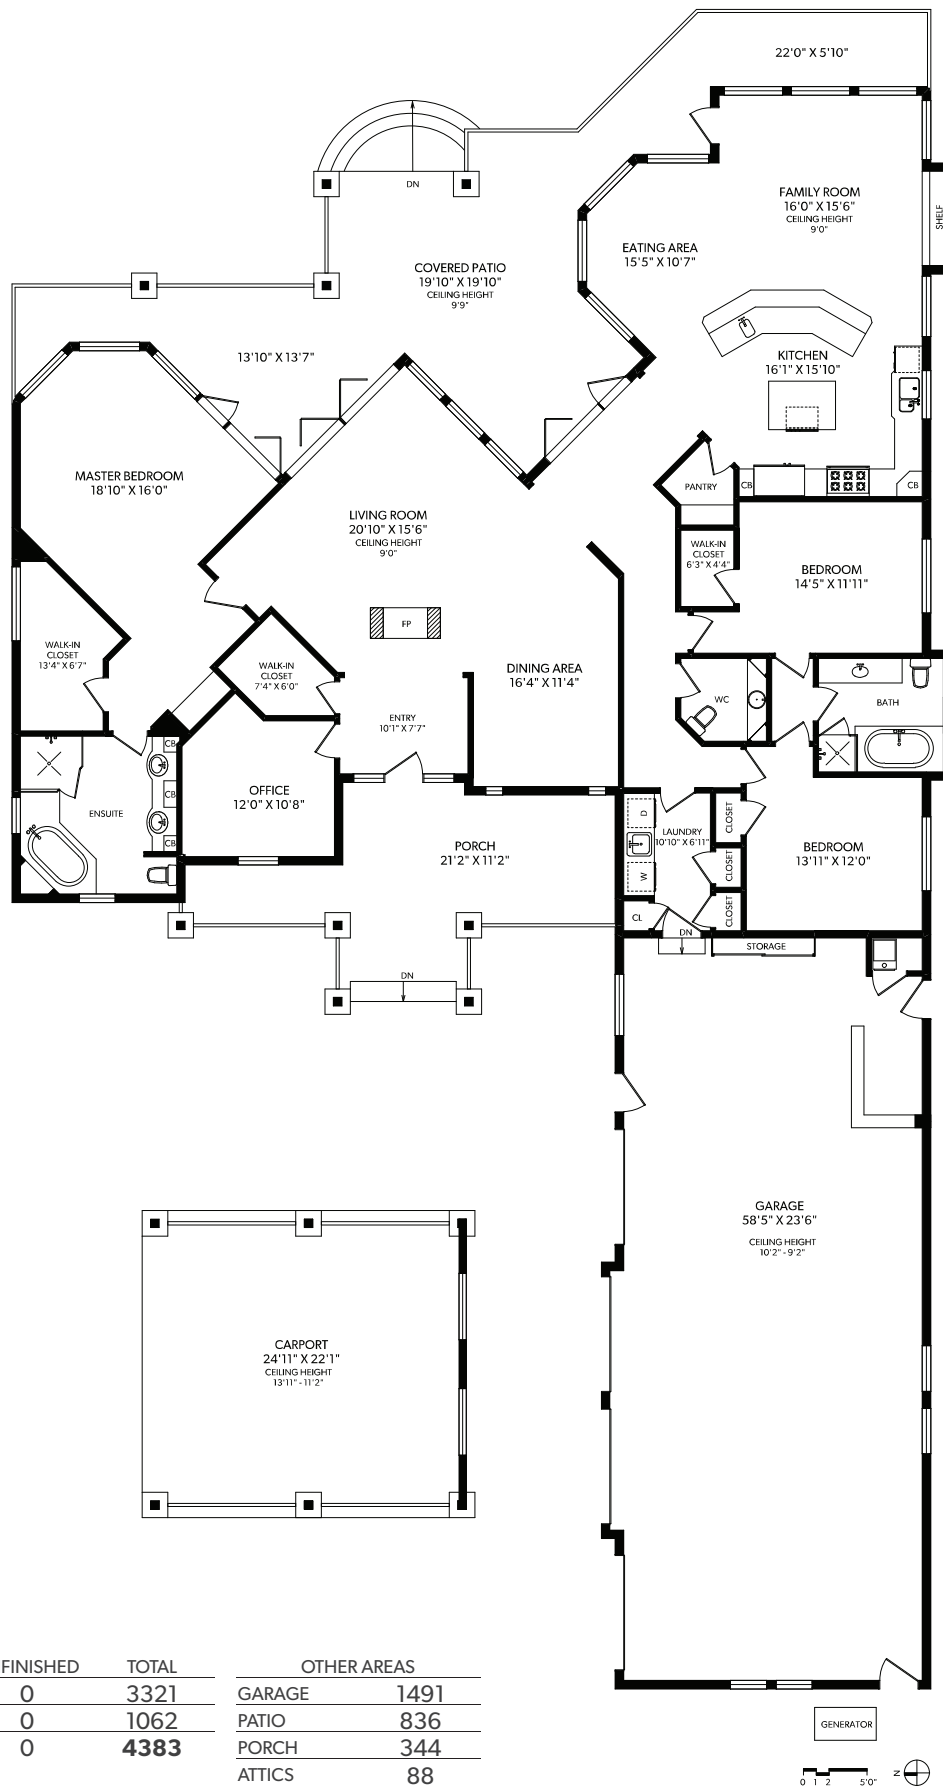 22'0" X 5'10"
FAMILY ROOM
16'0" X 15'6"
CEILING HEIGHT
9'0"
SHELF
DN
EATING AREA
15'5" X 10'7"
COVERED PATIO
19'10" X 19'10"
CEILING HEIGHT
9'9"
13'10" X 13'7"
KITCHEN
16'1" X 15'10"
MASTER BEDROOM
18'10" X 16'0"
PANTRY
CB
CB
LIVING ROOM
20'10" X 15'6"
CEILING HEIGHT
9'0"
WALK-IN
CLOSET
6'3" X 4'4"
BEDROOM
14'5" X 11'11"
FP
WALK-IN
CLOSET
13'4" X 6'7"
WALK-IN
CLOSET
7'4" X 6'0"
DINING AREA
16'4" X 11'4"
WC
BATH
ENTRY
10'1" X 7'7"
CB
OFFICE
12'0" X 10'8"
CB
ENSUITE
CB
PORCH
21'2" X 11'2"
D
LAUNDRY
10'10" X 6'11"
W
CLOSET
CLOSET
CLOSET
BEDROOM
13'11" X 12'0"
CL
DN
STORAGE
DN
GARAGE
58'5" X 23'6"
CEILING HEIGHT
10'2" - 9'2"
CARPORT
24'11" X 22'1"
CEILING HEIGHT
13'11" - 11'2"
FINISHED TOTAL
0 3321
0 1062
0 4383
OTHER AREAS
GARAGE 1491
PATIO 836
PORCH 344
ATTICS 88
GENERATOR
0 1 2 5'0"
N